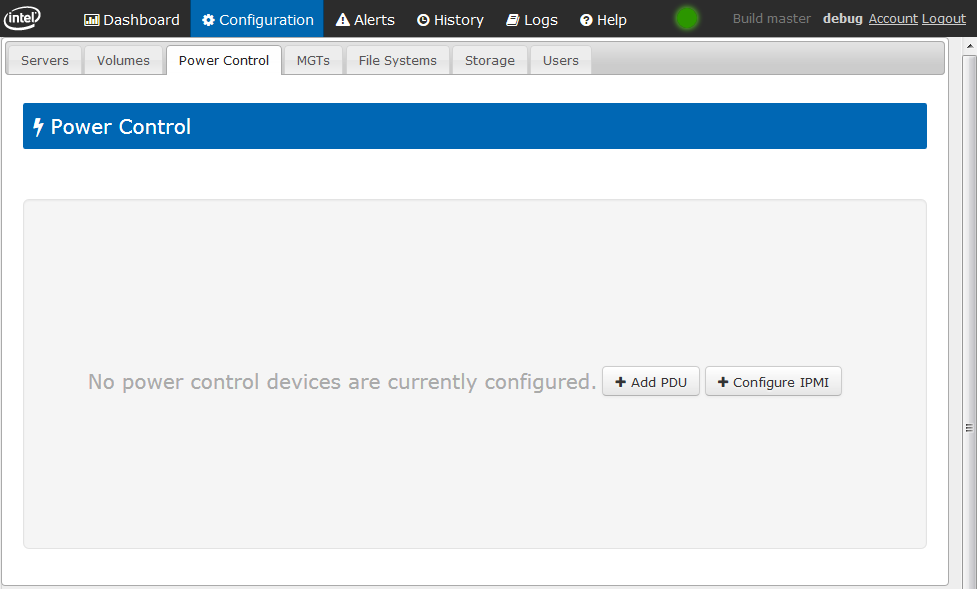 intel Dashboard Configuration Alerts History Logs Help Build master debug Account Logout
Servers Volumes Power Control MGTs File Systems Storage Users
Power Control
No power control devices are currently configured. + Add PDU + Configure IPMI